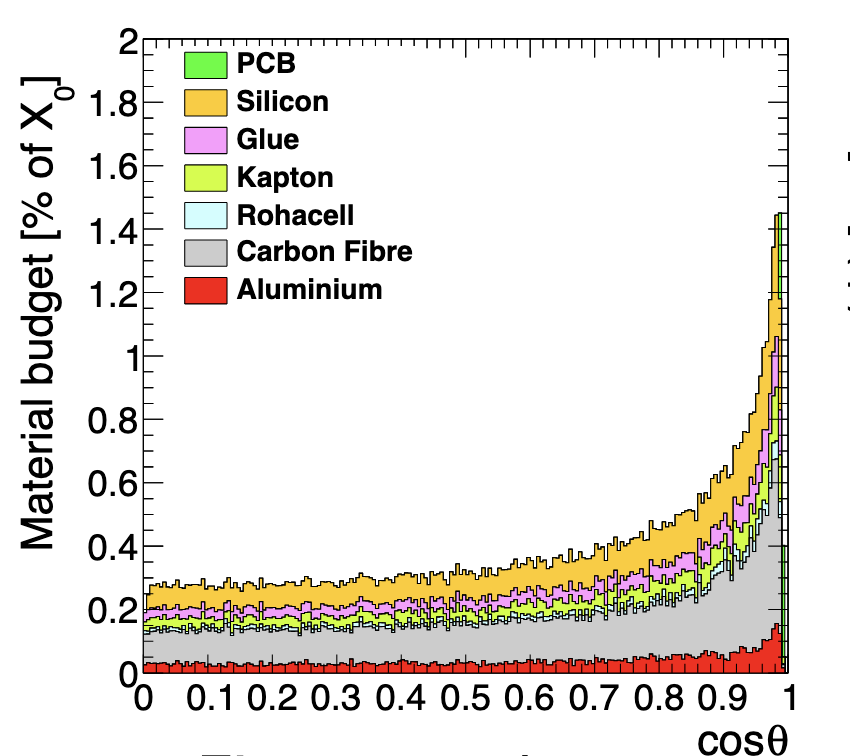 Material budget [% of X₀]
2
1.8
1.6
1.4
1.2
1
0.8
0.6
0.4
0.2
0
PCB
Silicon
Glue
Kapton
Rohacell
Carbon Fibre
Aluminium
0 0.1 0.2 0.3 0.4 0.5 0.6 0.7 0.8 0.9 1
cosθ